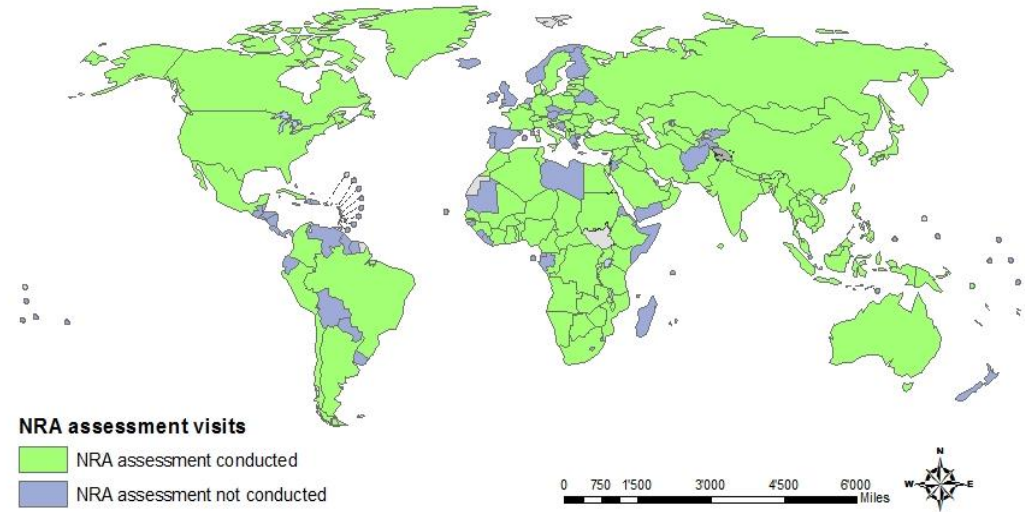 NRA assessment visits
NRA assessment conducted
NRA assessment not conducted
0 750 1'500 3'000 4'500 6'000
Miles
N
W E
S